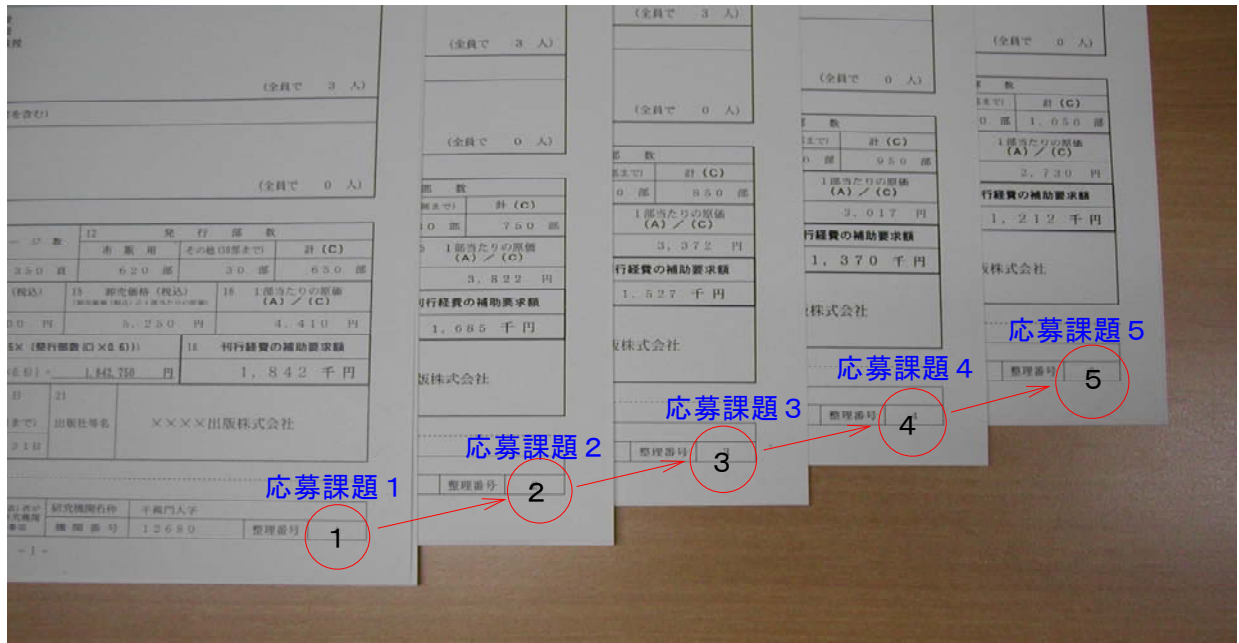 (全員で 3 人)
を含む)
(全員で 0 人)
12 発 行 部 数
ー ジ 数
市 販 用
その他(30部まで)
計 (C)
350 頁
620 部
30 部
650 部
(税込)
15 卸売価格 (税込)
16 1部当たりの原価
(A) / (C)
00 円
5,250 円
4,410 円
18 刊行経費の補助要求額
1,842,750 円
1,842 千円
21
出版社等名
××××出版株式会社
31日
研究機関名称
機 関 番 号
12680
整理番号
1
- 1 -
応募課題1
(全員で 3 人)
(全員で 0 人)
部 数
計 (C)
750 部
1部当たりの原価
(A) / (C)
3,822 円
刊行経費の補助要求額
1,685 千円
版株式会社
応募課題2
整理番号
2
(全員で 3 人)
(全員で 0 人)
部 数
計 (C)
850 部
1部当たりの原価
(A) / (C)
3,372 円
行経費の補助要求額
1,527 千円
版株式会社
応募課題3
整理番号
3
(全員で 0 人)
部 数
計 (C)
950 部
1部当たりの原価
(A) / (C)
3,017 円
行経費の補助要求額
1,370 千円
株式会社
応募課題4
整理番号
4
(全員で 0 人)
部 数
計 (C)
1,050 部
1部当たりの原価
(A) / (C)
2,730 円
行経費の補助要求額
1,212 千円
版株式会社
応募課題5
整理番号
5